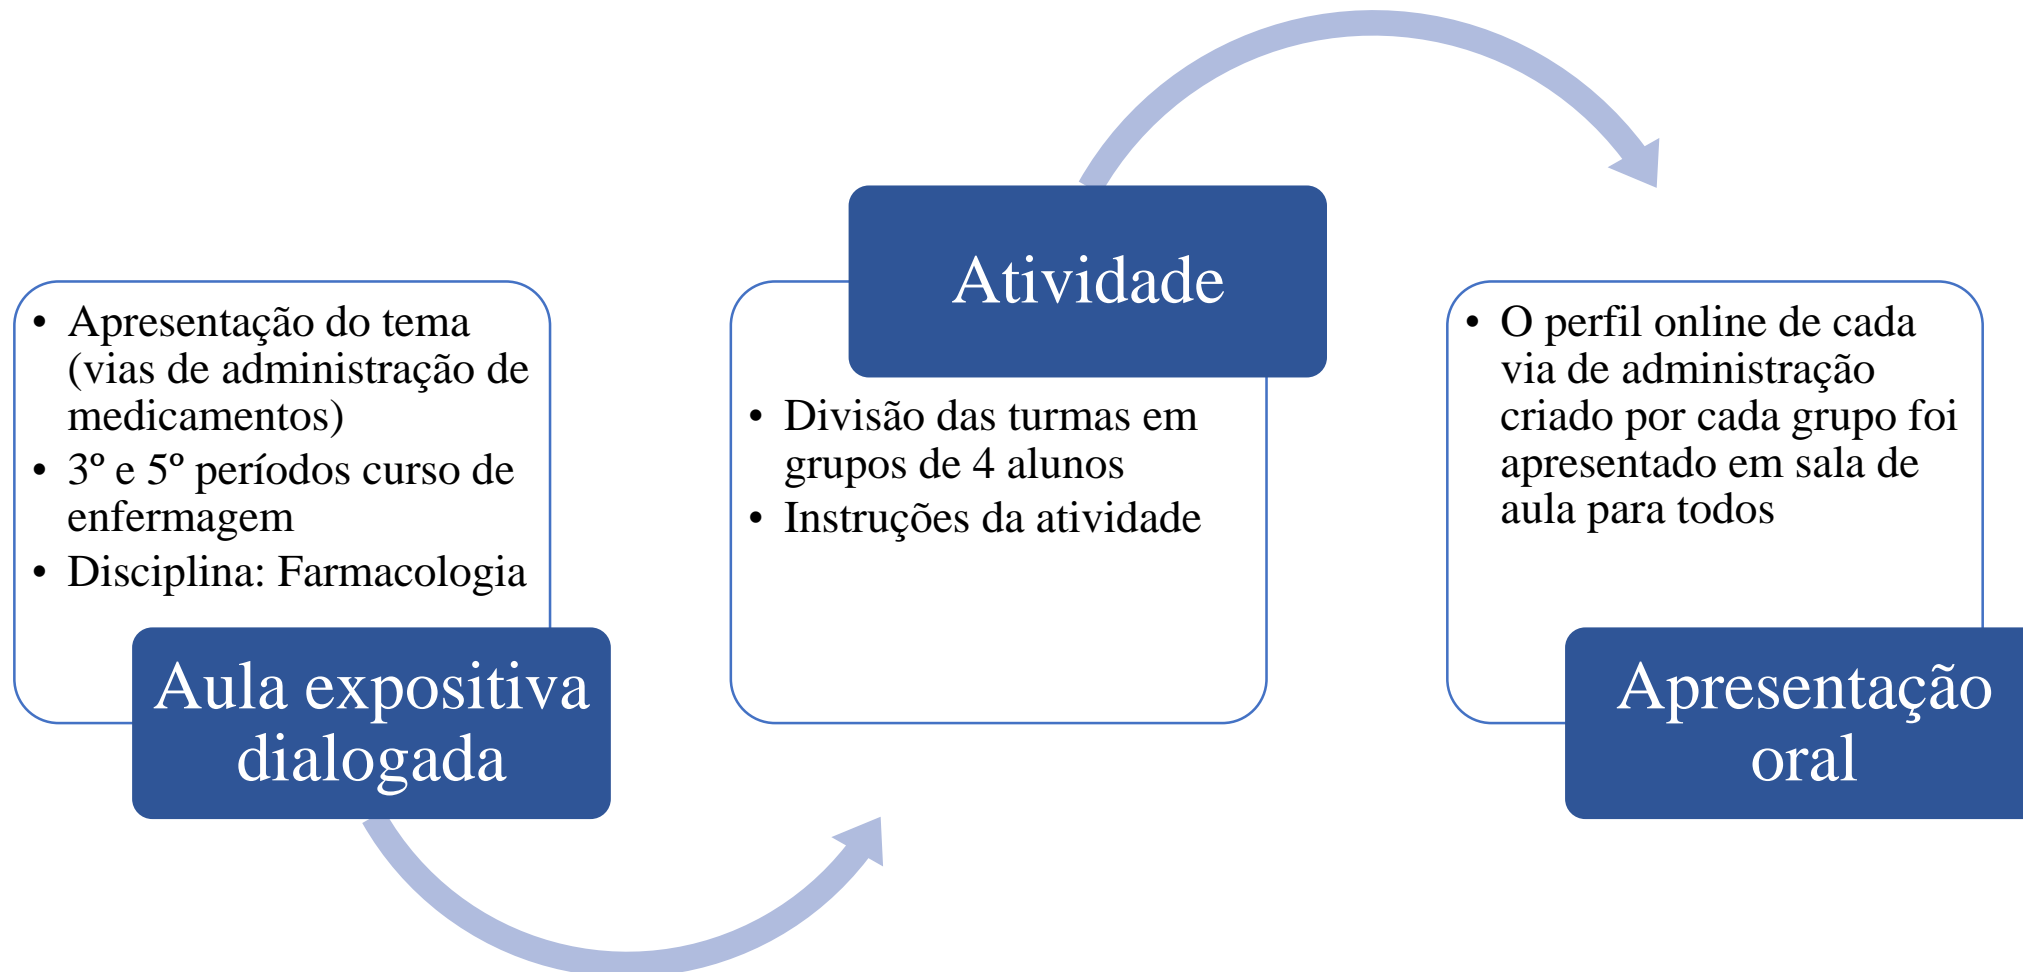 • Apresentação do tema
(vias de administração de
medicamentos)
• 3º e 5º períodos curso de
enfermagem
• Disciplina: Farmacologia
Aula expositiva
dialogada
Atividade
• Divisão das turmas em
grupos de 4 alunos
• Instruções da atividade
• O perfil online de cada
via de administração
criado por cada grupo foi
apresentado em sala de
aula para todos
Apresentação
oral